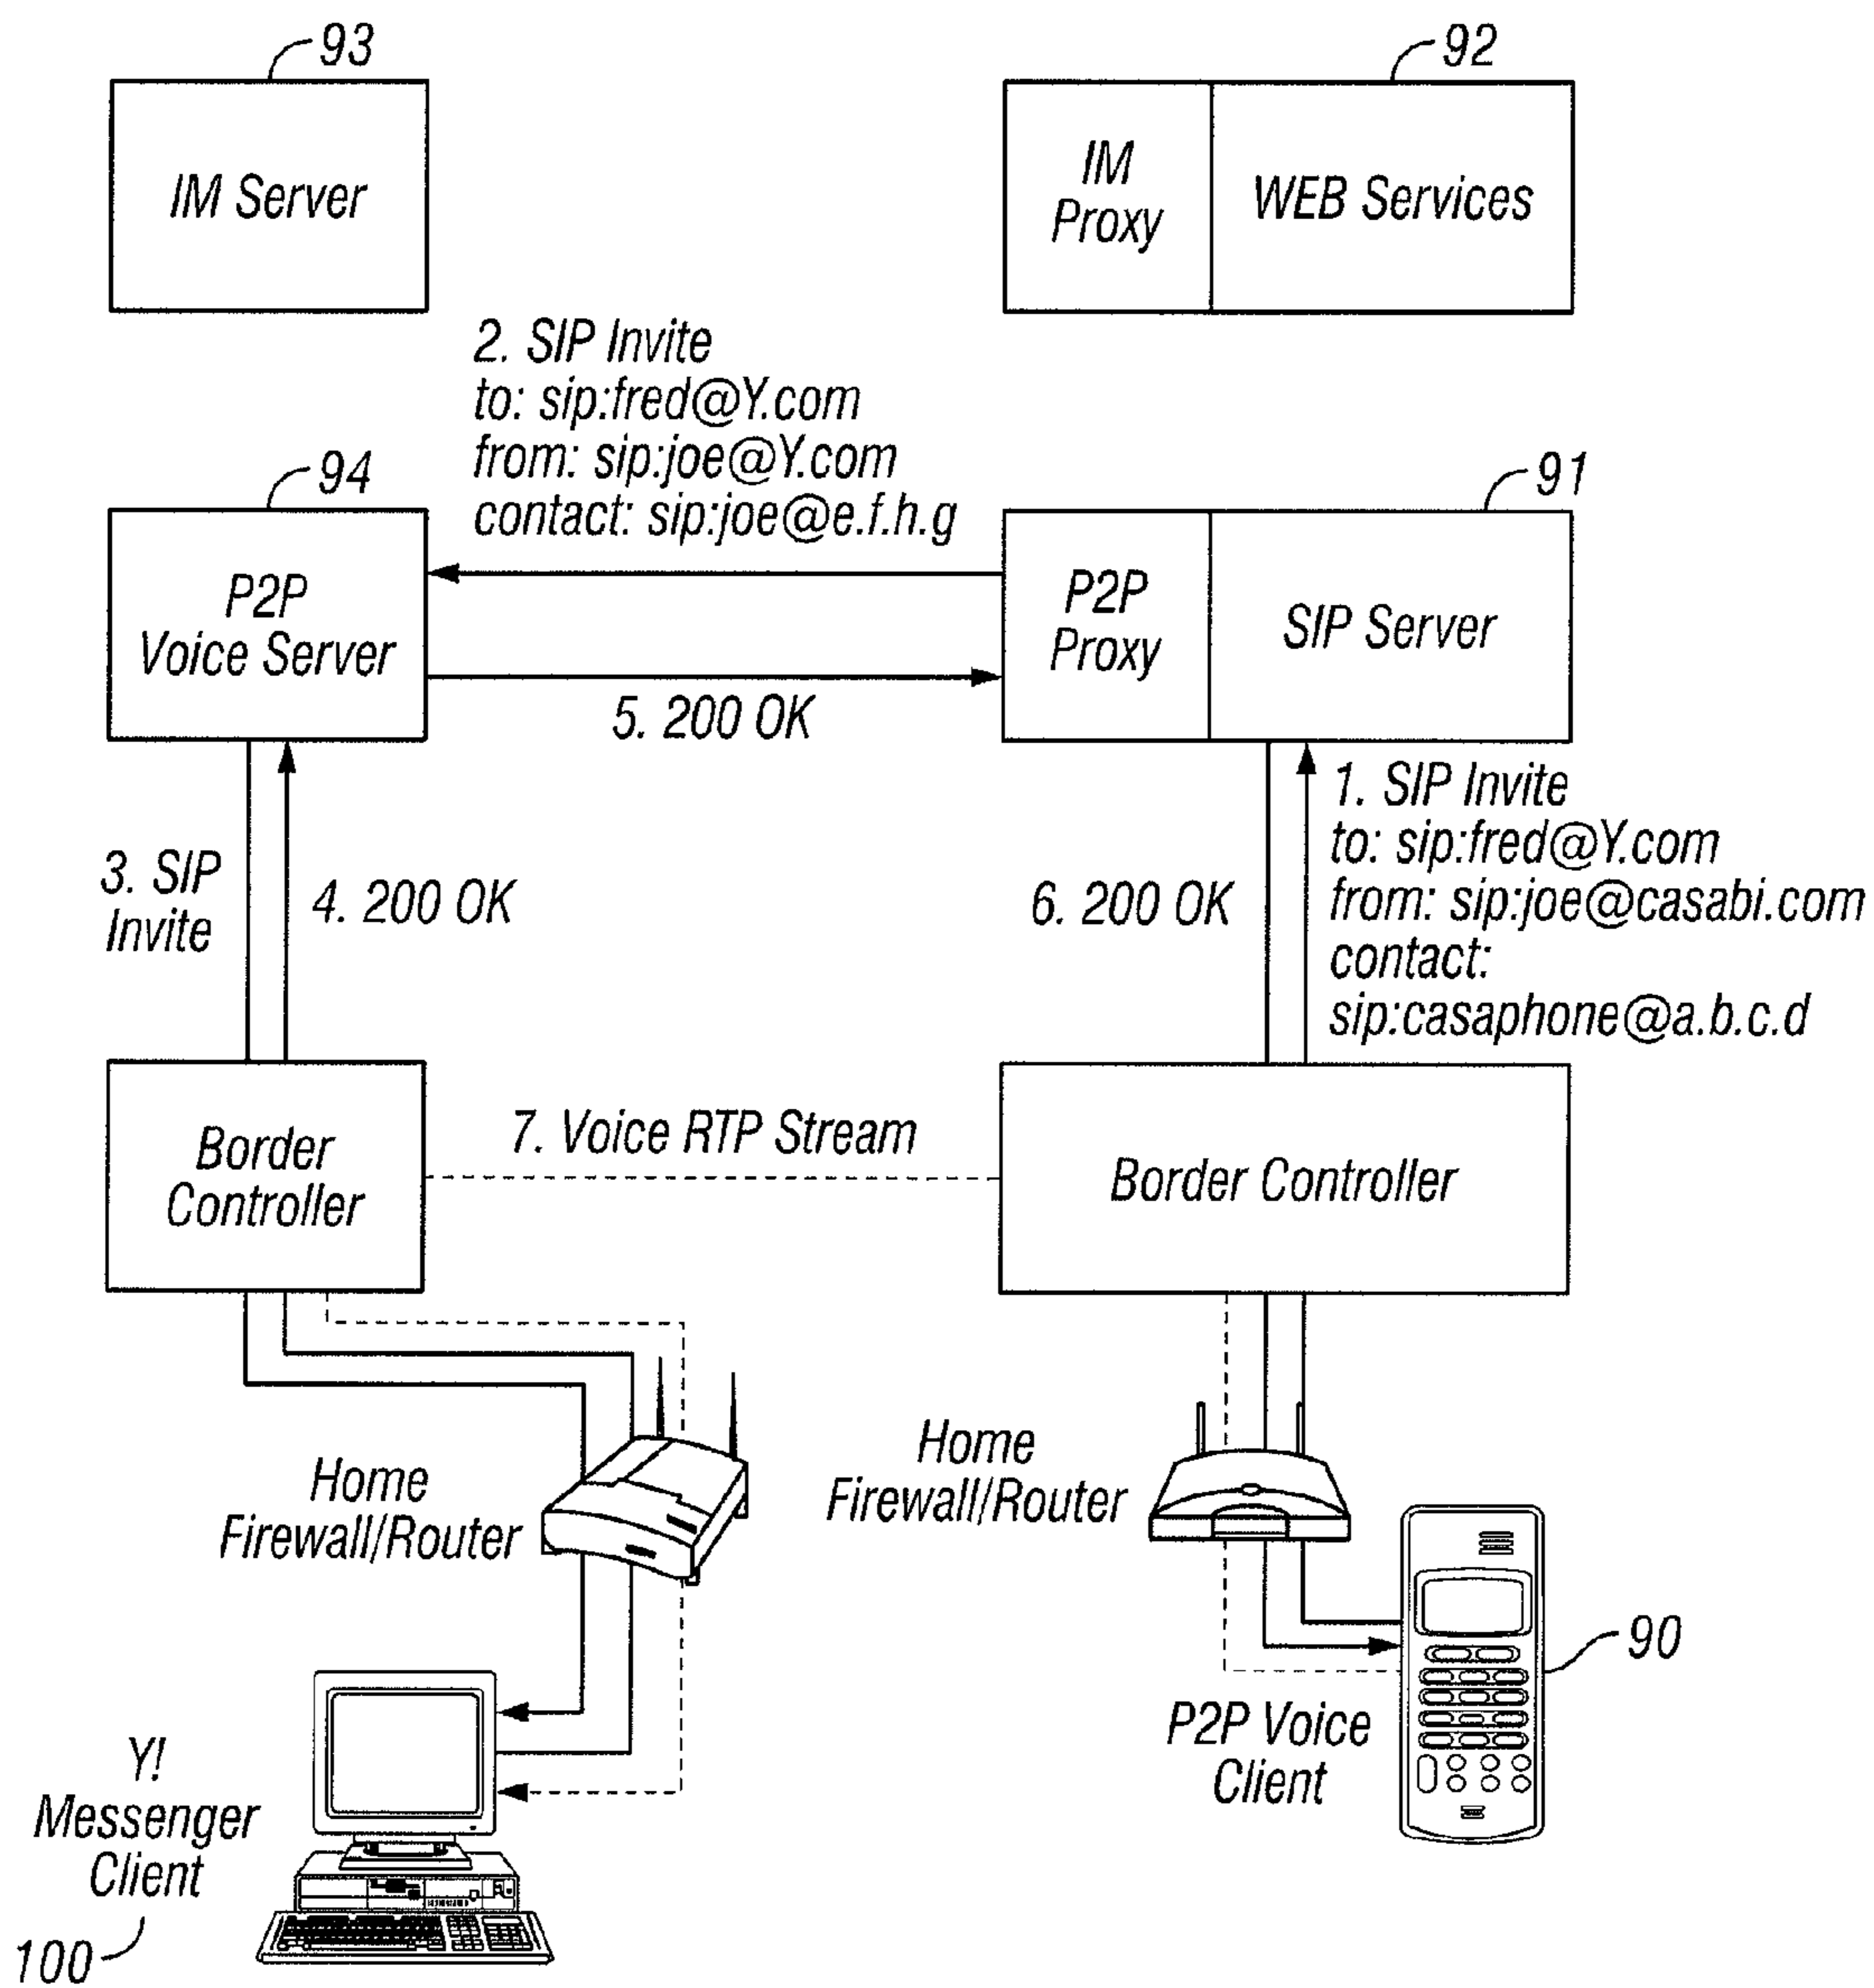 93
IM Server
92
IM
Proxy
WEB Services
2. SIP Invite
to: sip:fred@Y.com
from: sip:joe@Y.com
contact: sip:joe@e.f.h.g
94
P2P
Voice Server
91
P2P
Proxy
SIP Server
5. 200 OK
1. SIP Invite
to: sip:fred@Y.com
from: sip:joe@casabi.com
contact:
sip:casaphone@a.b.c.d
3. SIP
Invite
4. 200 OK
6. 200 OK
Border
Controller
7. Voice RTP Stream
Border Controller
Home
Firewall/Router
Home
Firewall/Router
90
P2P Voice
Client
Y!
Messenger
Client
100